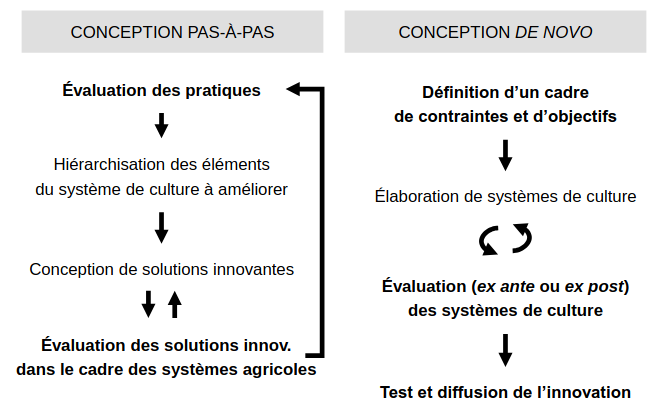 CONCEPTION PAS-À-PAS
Évaluation des pratiques
Hiérarchisation des éléments
du système de culture à améliorer
Conception de solutions innovantes
Évaluation des solutions innov.
dans le cadre des systèmes agricoles
CONCEPTION DE NOVO
Définition d’un cadre
de contraintes et d’objectifs
Élaboration de systèmes de culture
Évaluation (ex ante ou ex post)
des systèmes de culture
Test et diffusion de l’innovation